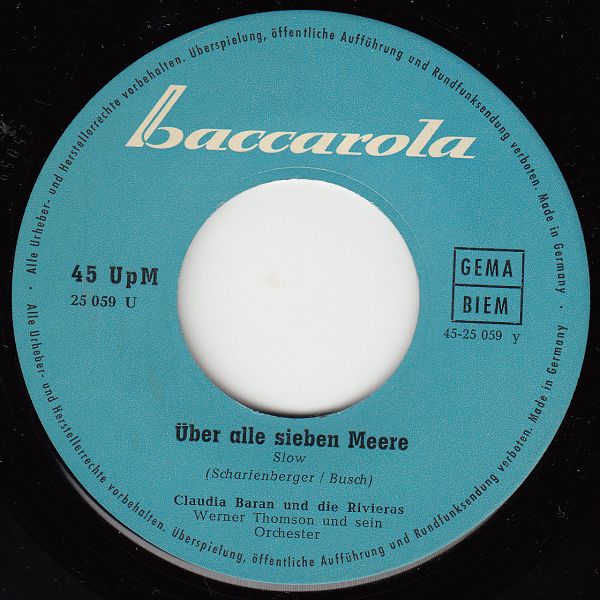 Alle Urheber- und Herstellerrechte vorbehalten. Überspielung, öffentliche Aufführung und Rundfunksendung verboten. Made in Germany
baccarola
45 UpM
25 059 U
GEMA
BIEM
45-25 059 y
Über alle sieben Meere
Slow
(Scharfenberger / Busch)
Claudia Baran und die Rivieras
Werner Thomson und sein
Orchester
Alle Urheber- und Herstellerrechte vorbehalten. Überspielung, öffentliche Aufführung und Rundfunksendung verboten. Made in Germany